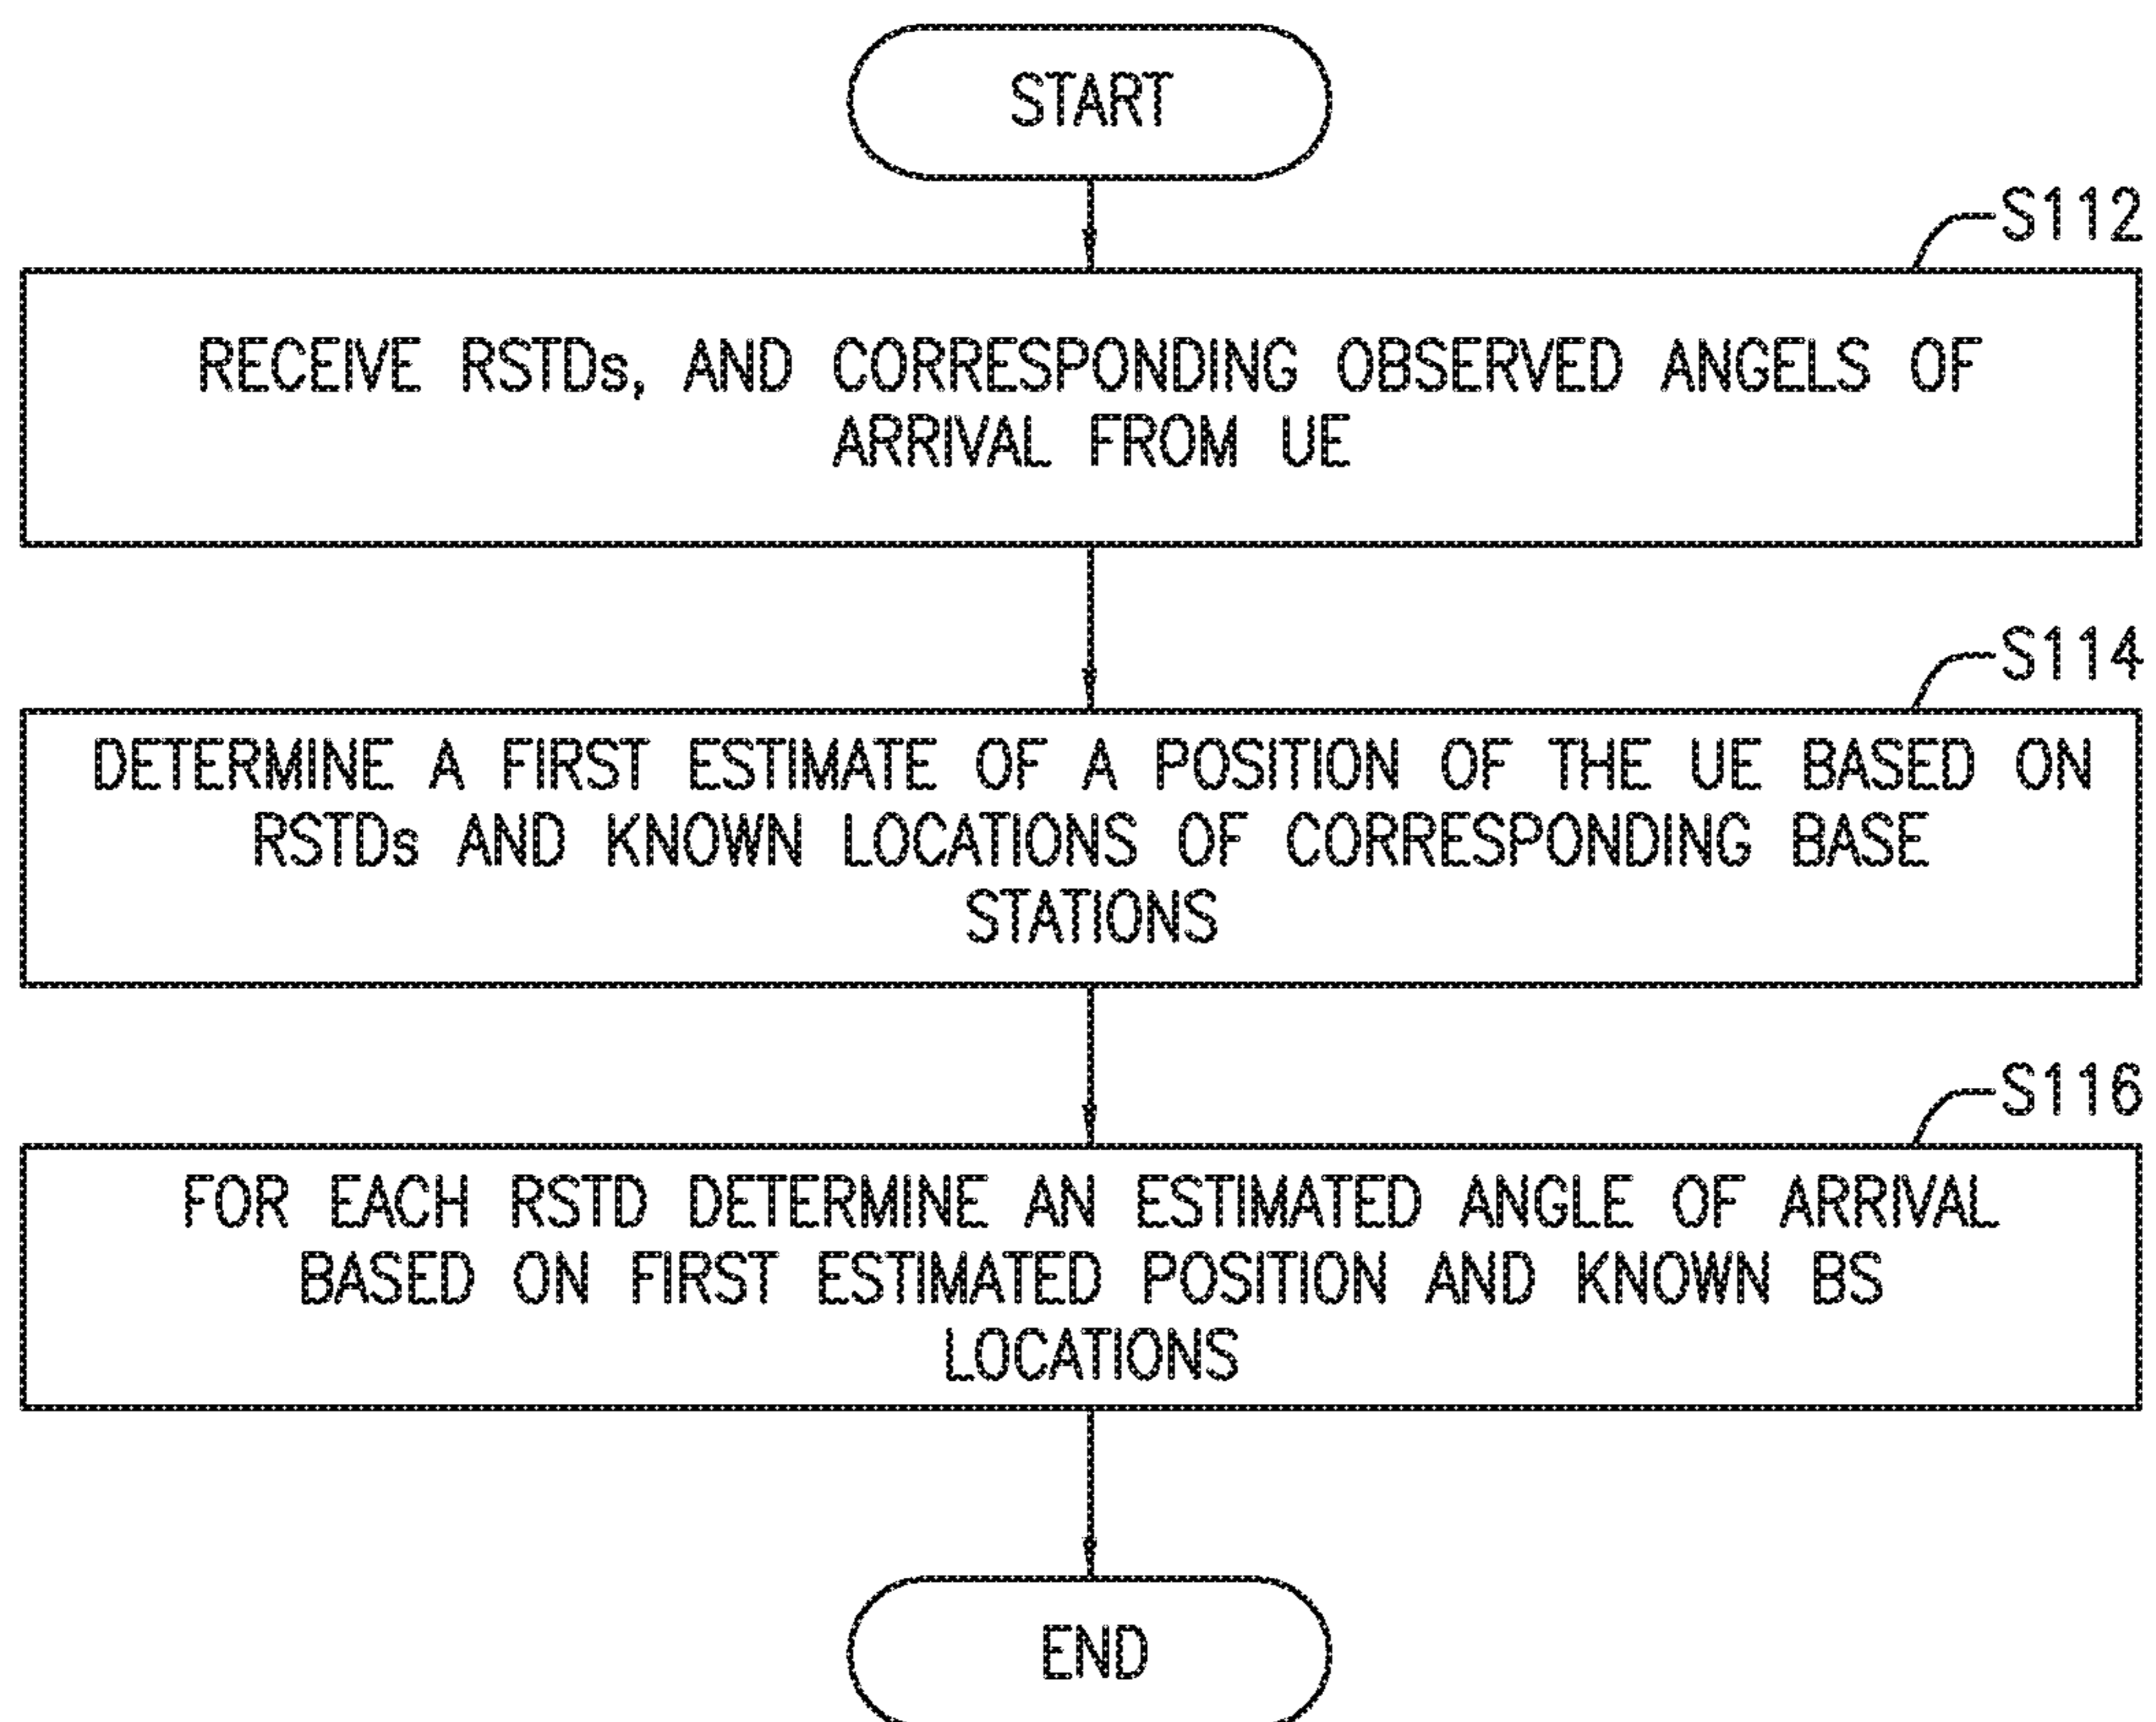 START
S112
RECEIVE RSTDs, AND CORRESPONDING OBSERVED ANGELS OF
ARRIVAL FROM UE
S114
DETERMINE A FIRST ESTIMATE OF A POSITION OF THE UE BASED ON
RSTDs AND KNOWN LOCATIONS OF CORRESPONDING BASE
STATIONS
S116
FOR EACH RSTD DETERMINE AN ESTIMATED ANGLE OF ARRIVAL
BASED ON FIRST ESTIMATED POSITION AND KNOWN BS
LOCATIONS
END